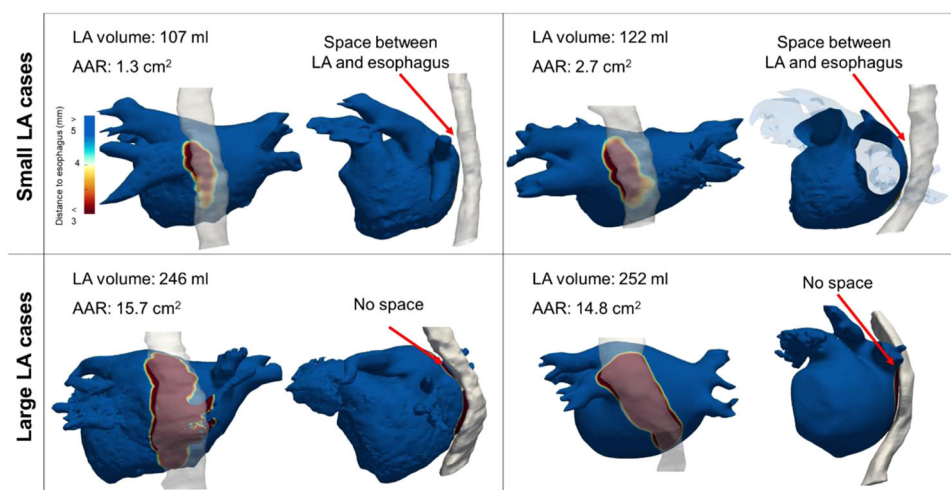 Small LA cases
LA volume: 107 ml
AAR: 1.3 cm²
Space between
LA and esophagus
Distance to esophagus (mm)
>
5
4
3
<
LA volume: 122 ml
AAR: 2.7 cm²
Space between
LA and esophagus
Large LA cases
LA volume: 246 ml
AAR: 15.7 cm²
No space
LA volume: 252 ml
AAR: 14.8 cm²
No space